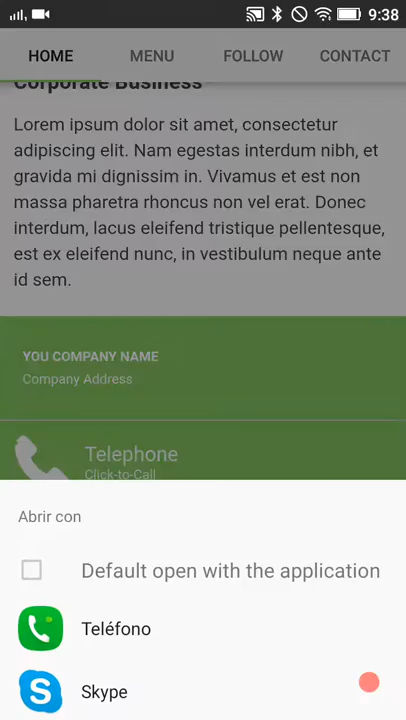 9:38
HOME
MENU
FOLLOW
CONTACT
Corporate Business
Lorem ipsum dolor sit amet, consectetur
adipiscing elit. Nam egestas interdum nibh, et
gravida mi dignissim in. Vivamus et est non
massa pharetra rhoncus non vel erat. Donec
interdum, lacus eleifend tristique pellentesque,
est ex eleifend nunc, in vestibulum neque ante
id sem.
YOU COMPANY NAME
Company Address
Telephone
Click-to-Call
Abrir con
Default open with the application
Teléfono
Skype